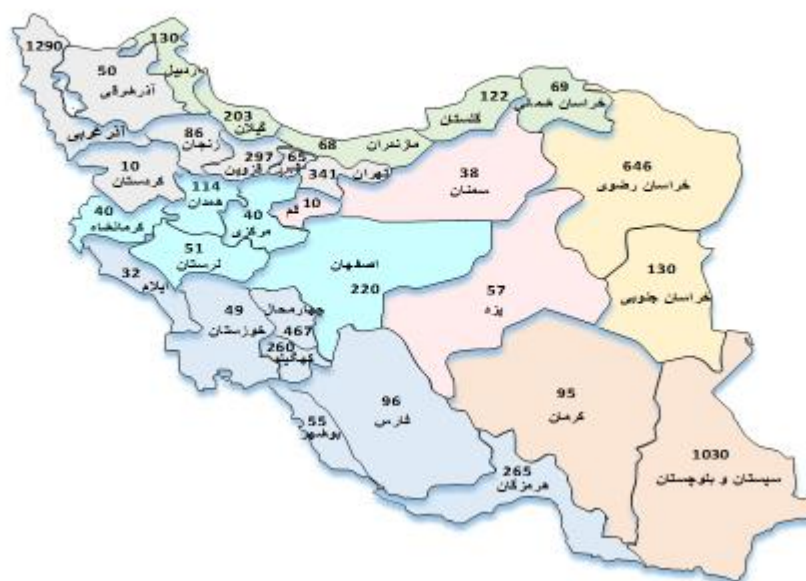 1290
130
اردبیل
50
آذرشرقی
آذر غربی
203
گیلان
86
زنجان
297
قزوین
65
البرز
341
تهران
68
مازندران
122
گلستان
69
خراسان شمالی
646
خراسان رضوی
38
سمنان
10
کردستان
114
همدان
40
کرمانشاه
40
مرکزی
10
قم
51
لرستان
اصفهان
220
57
یزد
130
خراسان جنوبی
32
ایلام
49
خوزستان
چهارمحال
467
260
کهگیلویه
96
فارس
55
بوشهر
95
کرمان
265
هرمزگان
1030
سیستان و بلوچستان